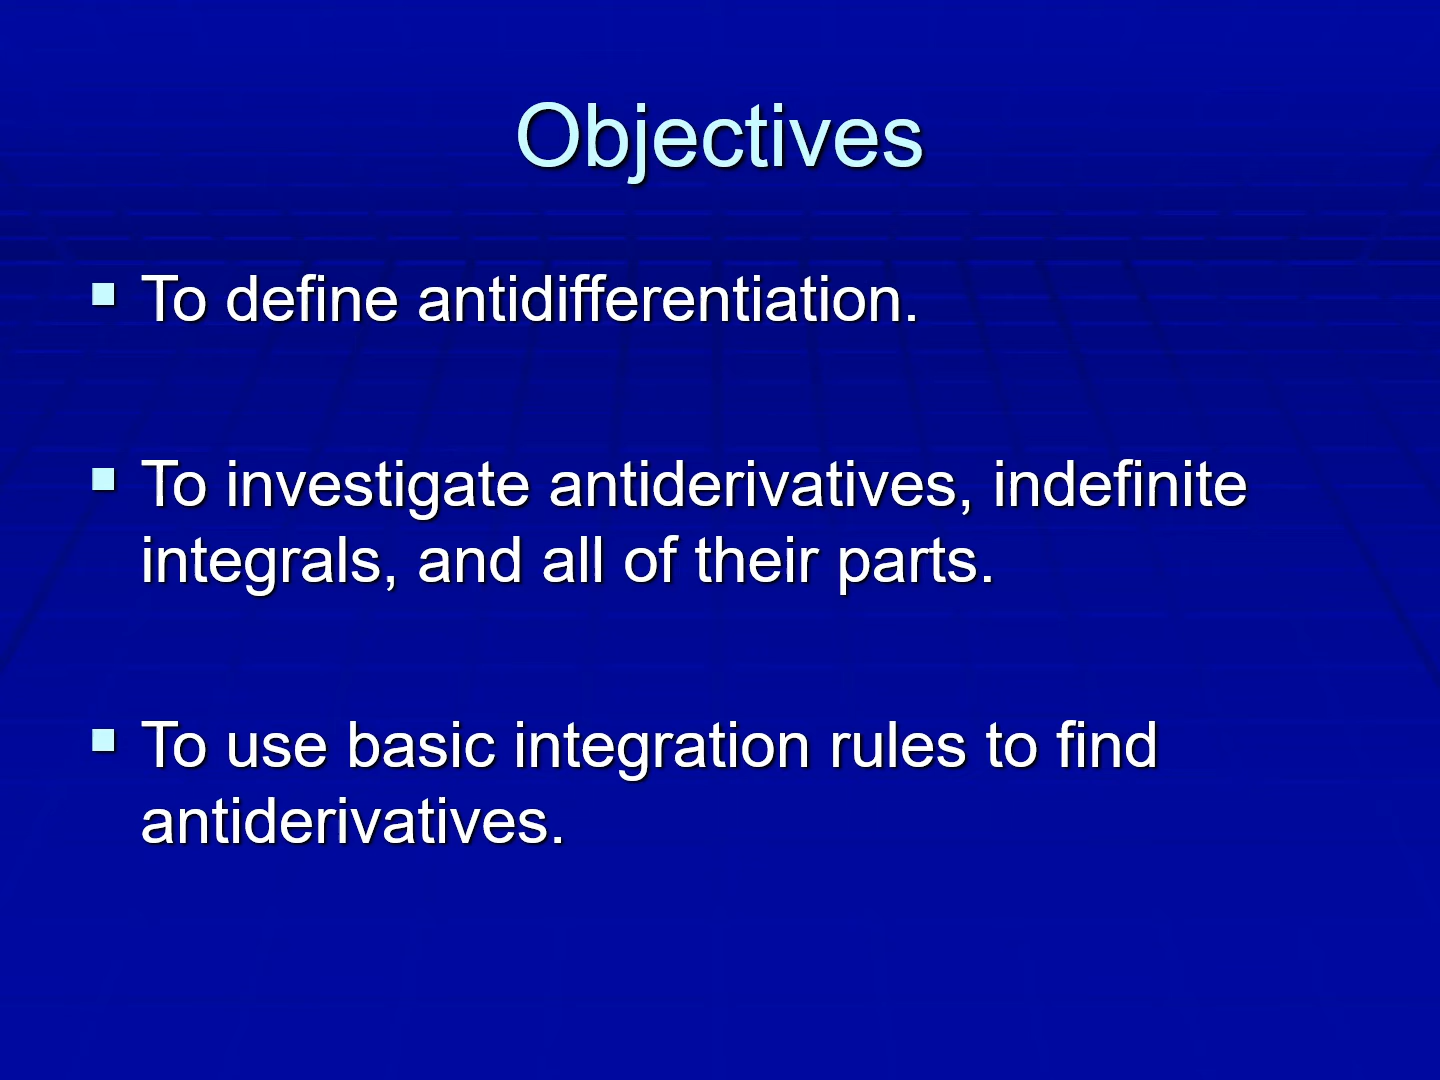 Objectives
▪ To define antidifferentiation.
▪ To investigate antiderivatives, indefinite
integrals, and all of their parts.
▪ To use basic integration rules to find
antiderivatives.